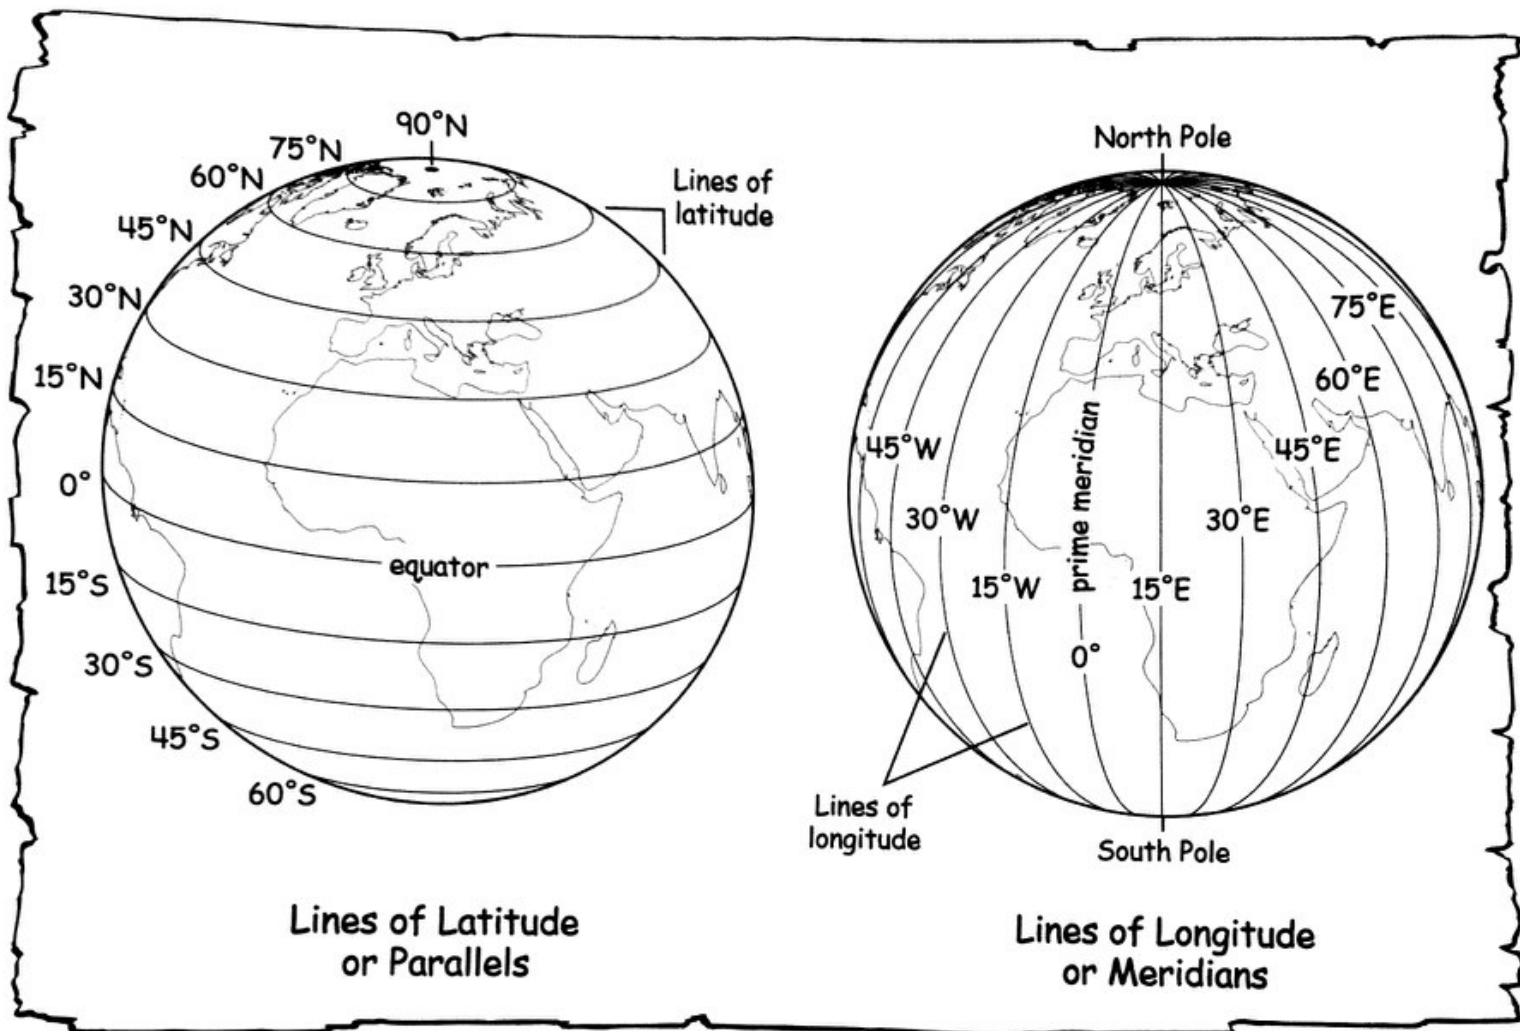 90°N
75°N
60°N
45°N
30°N
15°N
0°
15°S
30°S
45°S
60°S
Lines of
latitude
equator
Lines of Latitude
or Parallels
North Pole
75°E
60°E
45°W
45°E
30°W
30°E
prime meridian
15°W
15°E
0°
Lines of
longitude
South Pole
Lines of Longitude
or Meridians